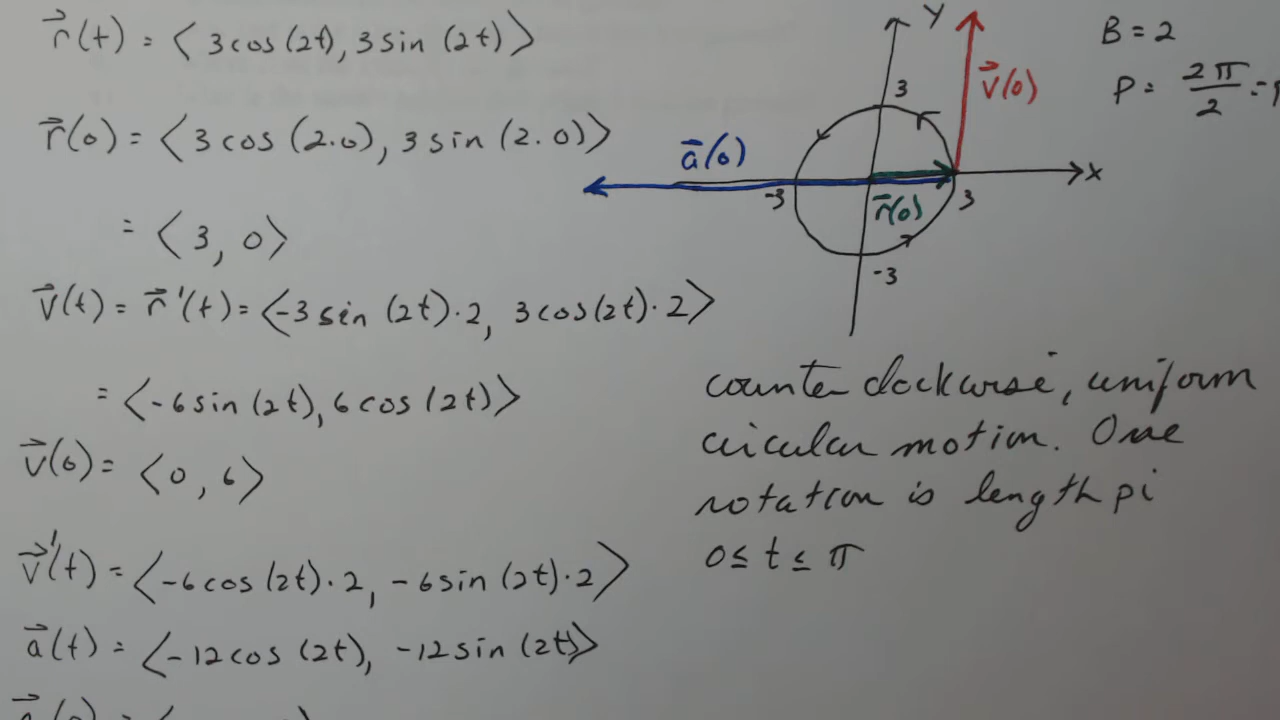 r⃗(t) = ⟨3cos(2t), 3sin(2t)⟩
r⃗(0) = ⟨3cos(2·0), 3sin(2·0)⟩
= ⟨3, 0⟩
v⃗(t) = r⃗'(t) = ⟨-3sin(2t)·2, 3cos(2t)·2⟩
= ⟨-6sin(2t), 6cos(2t)⟩
v⃗(0) = ⟨0, 6⟩
v⃗'(t) = ⟨-6cos(2t)·2, -6sin(2t)·2⟩
a⃗(t) = ⟨-12cos(2t), -12sin(2t)⟩
y
3
v⃗(0)
a⃗(0)
x
-3
r⃗(0)
3
-3
B = 2
P = 2π/2 =
counter clockwise, uniform
circular motion. One
rotation is length pi
0 ≤ t ≤ π